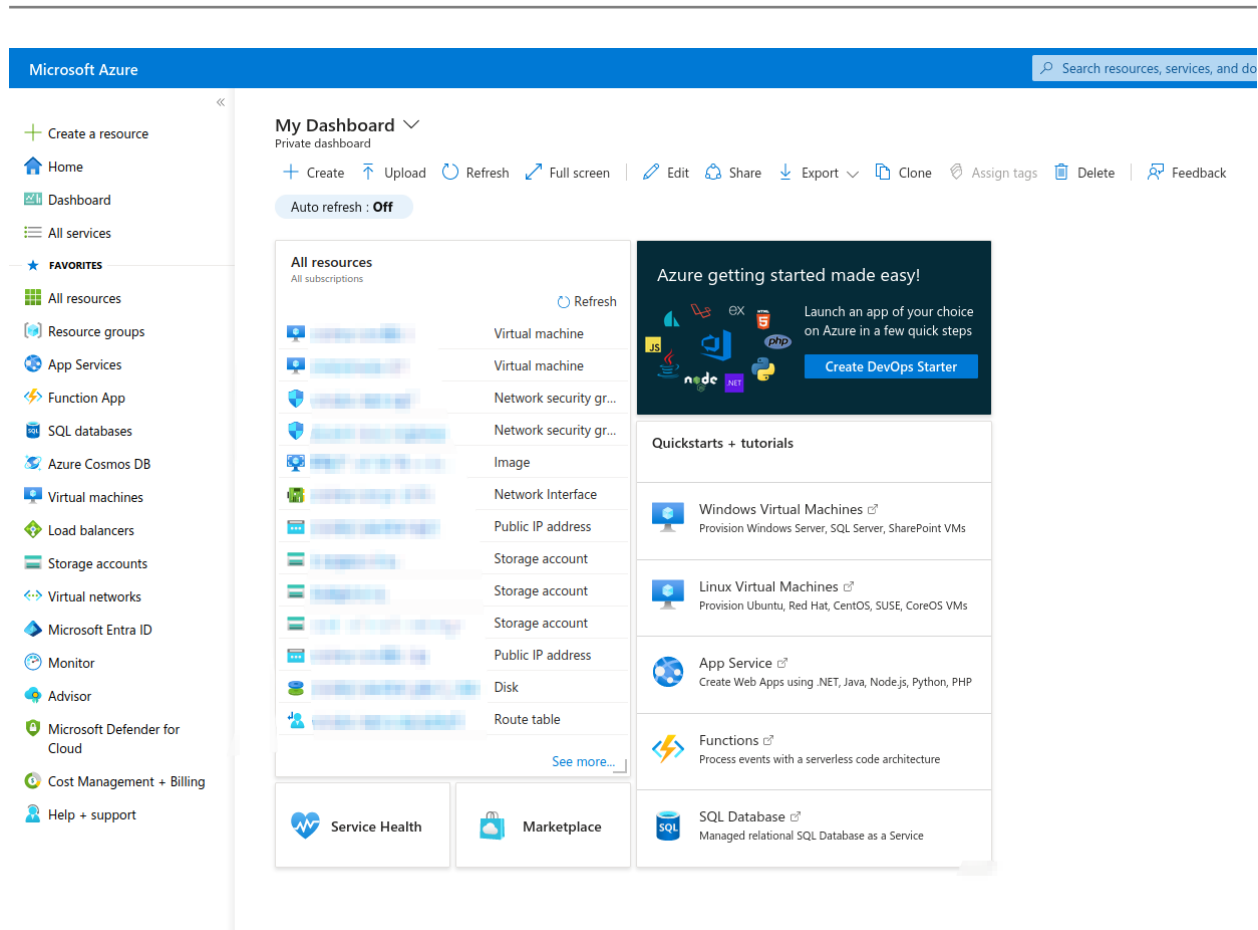 Microsoft Azure
Search resources, services, and do
«
Create a resource
Home
Dashboard
All services
FAVORITES
All resources
Resource groups
App Services
Function App
SQL databases
Azure Cosmos DB
Virtual machines
Load balancers
Storage accounts
Virtual networks
Microsoft Entra ID
Monitor
Advisor
Microsoft Defender for
Cloud
Cost Management + Billing
Help + support
My Dashboard
Private dashboard
Create Upload Refresh Full screen Edit Share Export Clone Assign tags Delete Feedback
Auto refresh : Off
All resources
All subscriptions
Refresh
Virtual machine
Virtual machine
Network security gr...
Network security gr...
Image
Network Interface
Public IP address
Storage account
Storage account
Storage account
Public IP address
Disk
Route table
See more...
Service Health
Marketplace
Azure getting started made easy!
Launch an app of your choice
on Azure in a few quick steps
Create DevOps Starter
ex
5
JS
php
node
NET
Quickstarts + tutorials
Windows Virtual Machines
Provision Windows Server, SQL Server, SharePoint VMs
Linux Virtual Machines
Provision Ubuntu, Red Hat, CentOS, SUSE, CoreOS VMs
App Service
Create Web Apps using .NET, Java, Node.js, Python, PHP
Functions
Process events with a serverless code architecture
SQL
SQL Database
Managed relational SQL Database as a Service